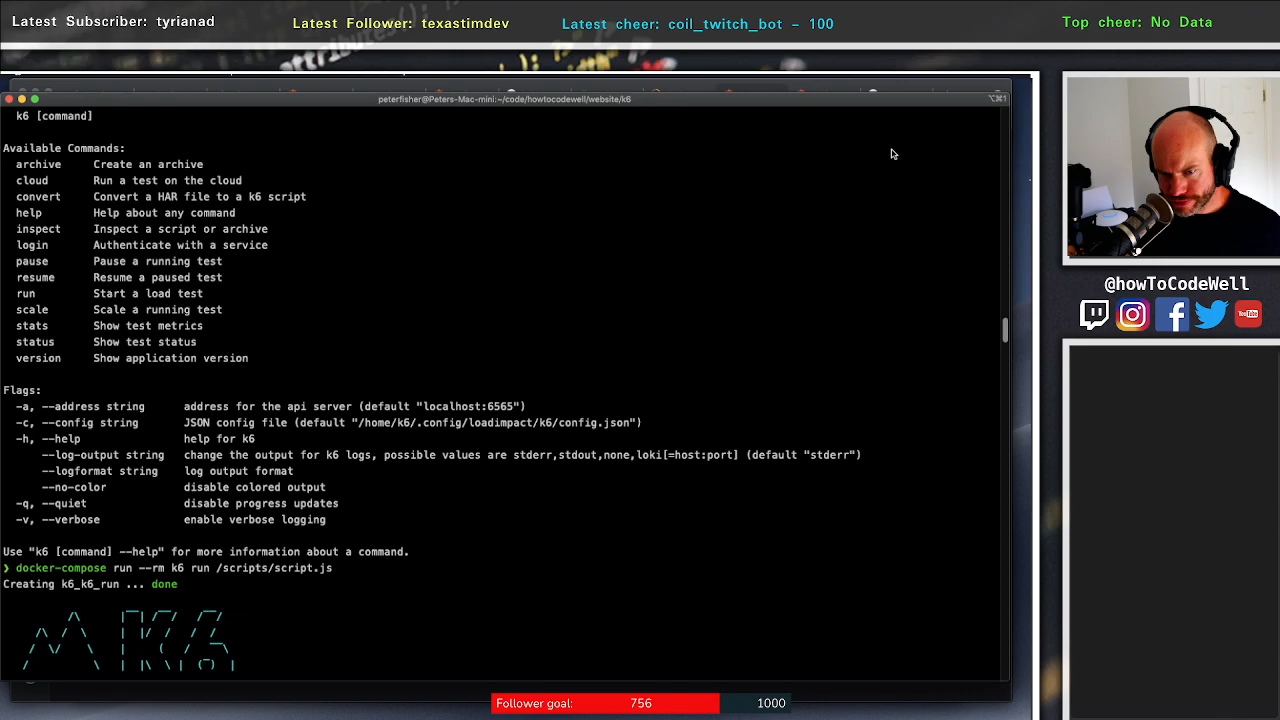 Latest Subscriber: tyrianad
Latest Follower: texastimdev
Latest cheer: coil_twitch_bot - 100
Top cheer: No Data
peterfisher@Peters-Mac-mini:~/code/howtocodewell/website/k6
⌥⌘1
k6 [command]
Available Commands:
archive Create an archive
cloud Run a test on the cloud
convert Convert a HAR file to a k6 script
help Help about any command
inspect Inspect a script or archive
login Authenticate with a service
pause Pause a running test
resume Resume a paused test
run Start a load test
scale Scale a running test
stats Show test metrics
status Show test status
version Show application version
Flags:
-a, --address string address for the api server (default "localhost:6565")
-c, --config string JSON config file (default "/home/k6/.config/loadimpact/k6/config.json")
-h, --help help for k6
--log-output string change the output for k6 logs, possible values are stderr,stdout,none,loki[=host:port] (default "stderr")
--logformat string log output format
--no-color disable colored output
-q, --quiet disable progress updates
-v, --verbose enable verbose logging
Use "k6 [command] --help" for more information about a command.
❯ docker-compose run --rm k6 run /scripts/script.js
Creating k6_k6_run ... done
K6
@howToCodeWell
You Tube
Follower goal: 756 1000